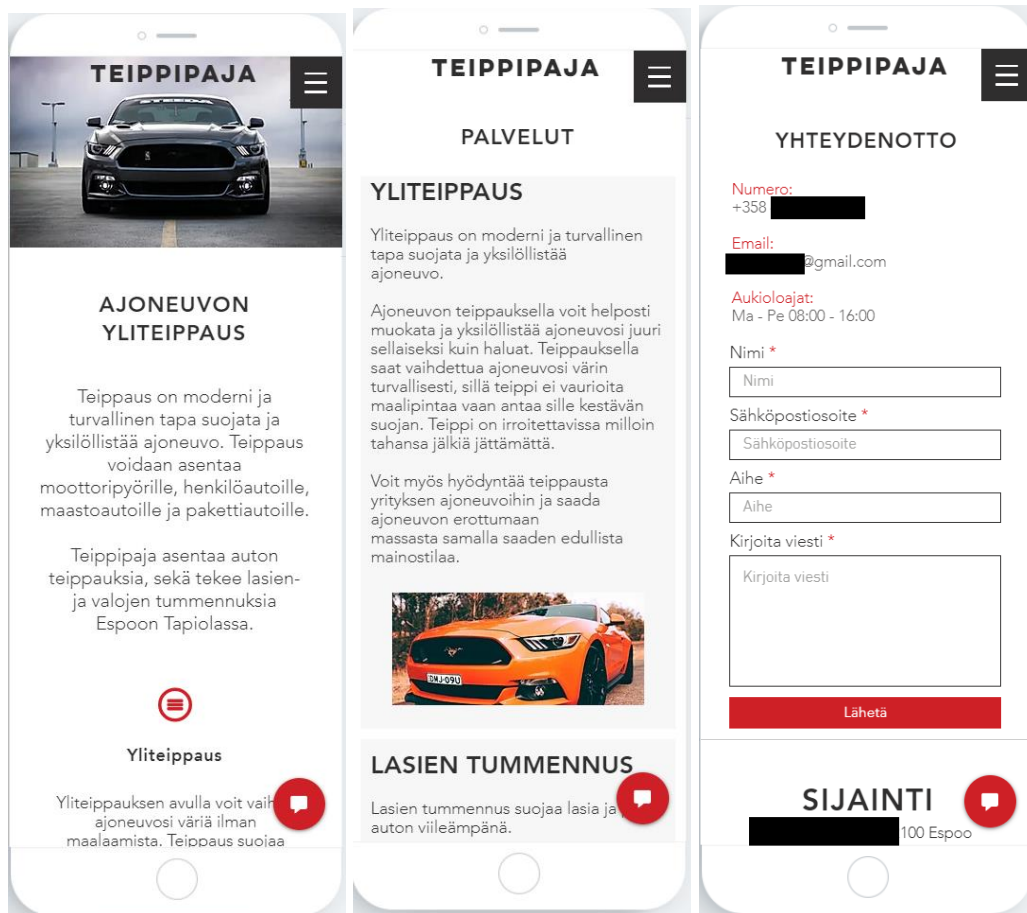 TEIPPIPAJA
STEEDA
AJONEUVON
YLITEIPPAUS
Teippaus on moderni ja
turvallinen tapa suojata ja
yksilöllistää ajoneuvo. Teippaus
voidaan asentaa
moottoripyörille, henkilöautoille,
maastoautoille ja pakettiautoille.
Teippipaja asentaa auton
teippauksia, sekä tekee lasien-
ja valojen tummennuksia
Espoon Tapiolassa.
Yliteippaus
Yliteippauksen avulla voit
ajoneuvosi väriä ilman
maalaamista. Teippaus suojaa
TEIPPIPAJA
PALVELUT
YLITEIPPAUS
Yliteippaus on moderni ja turvallinen
tapa suojata ja yksilöllistää
ajoneuvo.
Ajoneuvon teippauksella voit helposti
muokata ja yksilöllistää ajoneuvosi juuri
sellaiseksi kuin haluat. Teippauksella
saat vaihdettua ajoneuvosi värin
turvallisesti, sillä teippi ei vaurioita
maalipintaa vaan antaa sille kestävän
suojan. Teippi on irroitettavissa milloin
tahansa jälkiä jättämättä.
Voit myös hyödyntää teippausta
yrityksen ajoneuvoihin ja saada
ajoneuvon erottumaan
massasta samalla saaden edullista
mainostilaa.
DMJ·09U
LASIEN TUMMENNUS
Lasien tummennus suojaa lasia ja
auton viileämpänä.
TEIPPIPAJA
YHTEYDENOTTO
Numero:
+358
Email:
@gmail.com
Aukioloajat:
Ma - Pe 08:00 - 16:00
Nimi *
Nimi
Sähköpostiosoite *
Sähköpostiosoite
Aihe *
Aihe
Kirjoita viesti *
Kirjoita viesti
Lähetä
SIJAINTI
100 Espoo